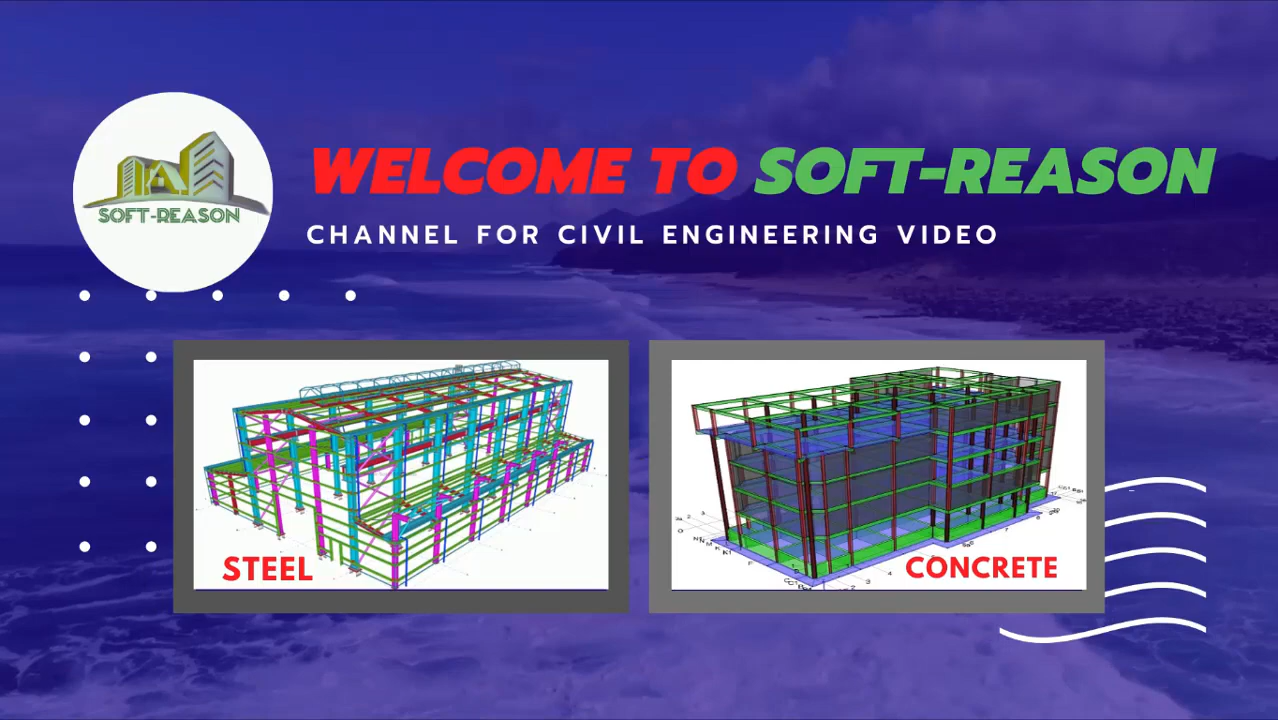 WELCOME TO SOFT-REASON
SOFT-REASON
CHANNEL FOR CIVIL ENGINEERING VIDEO
STEEL
CONCRETE